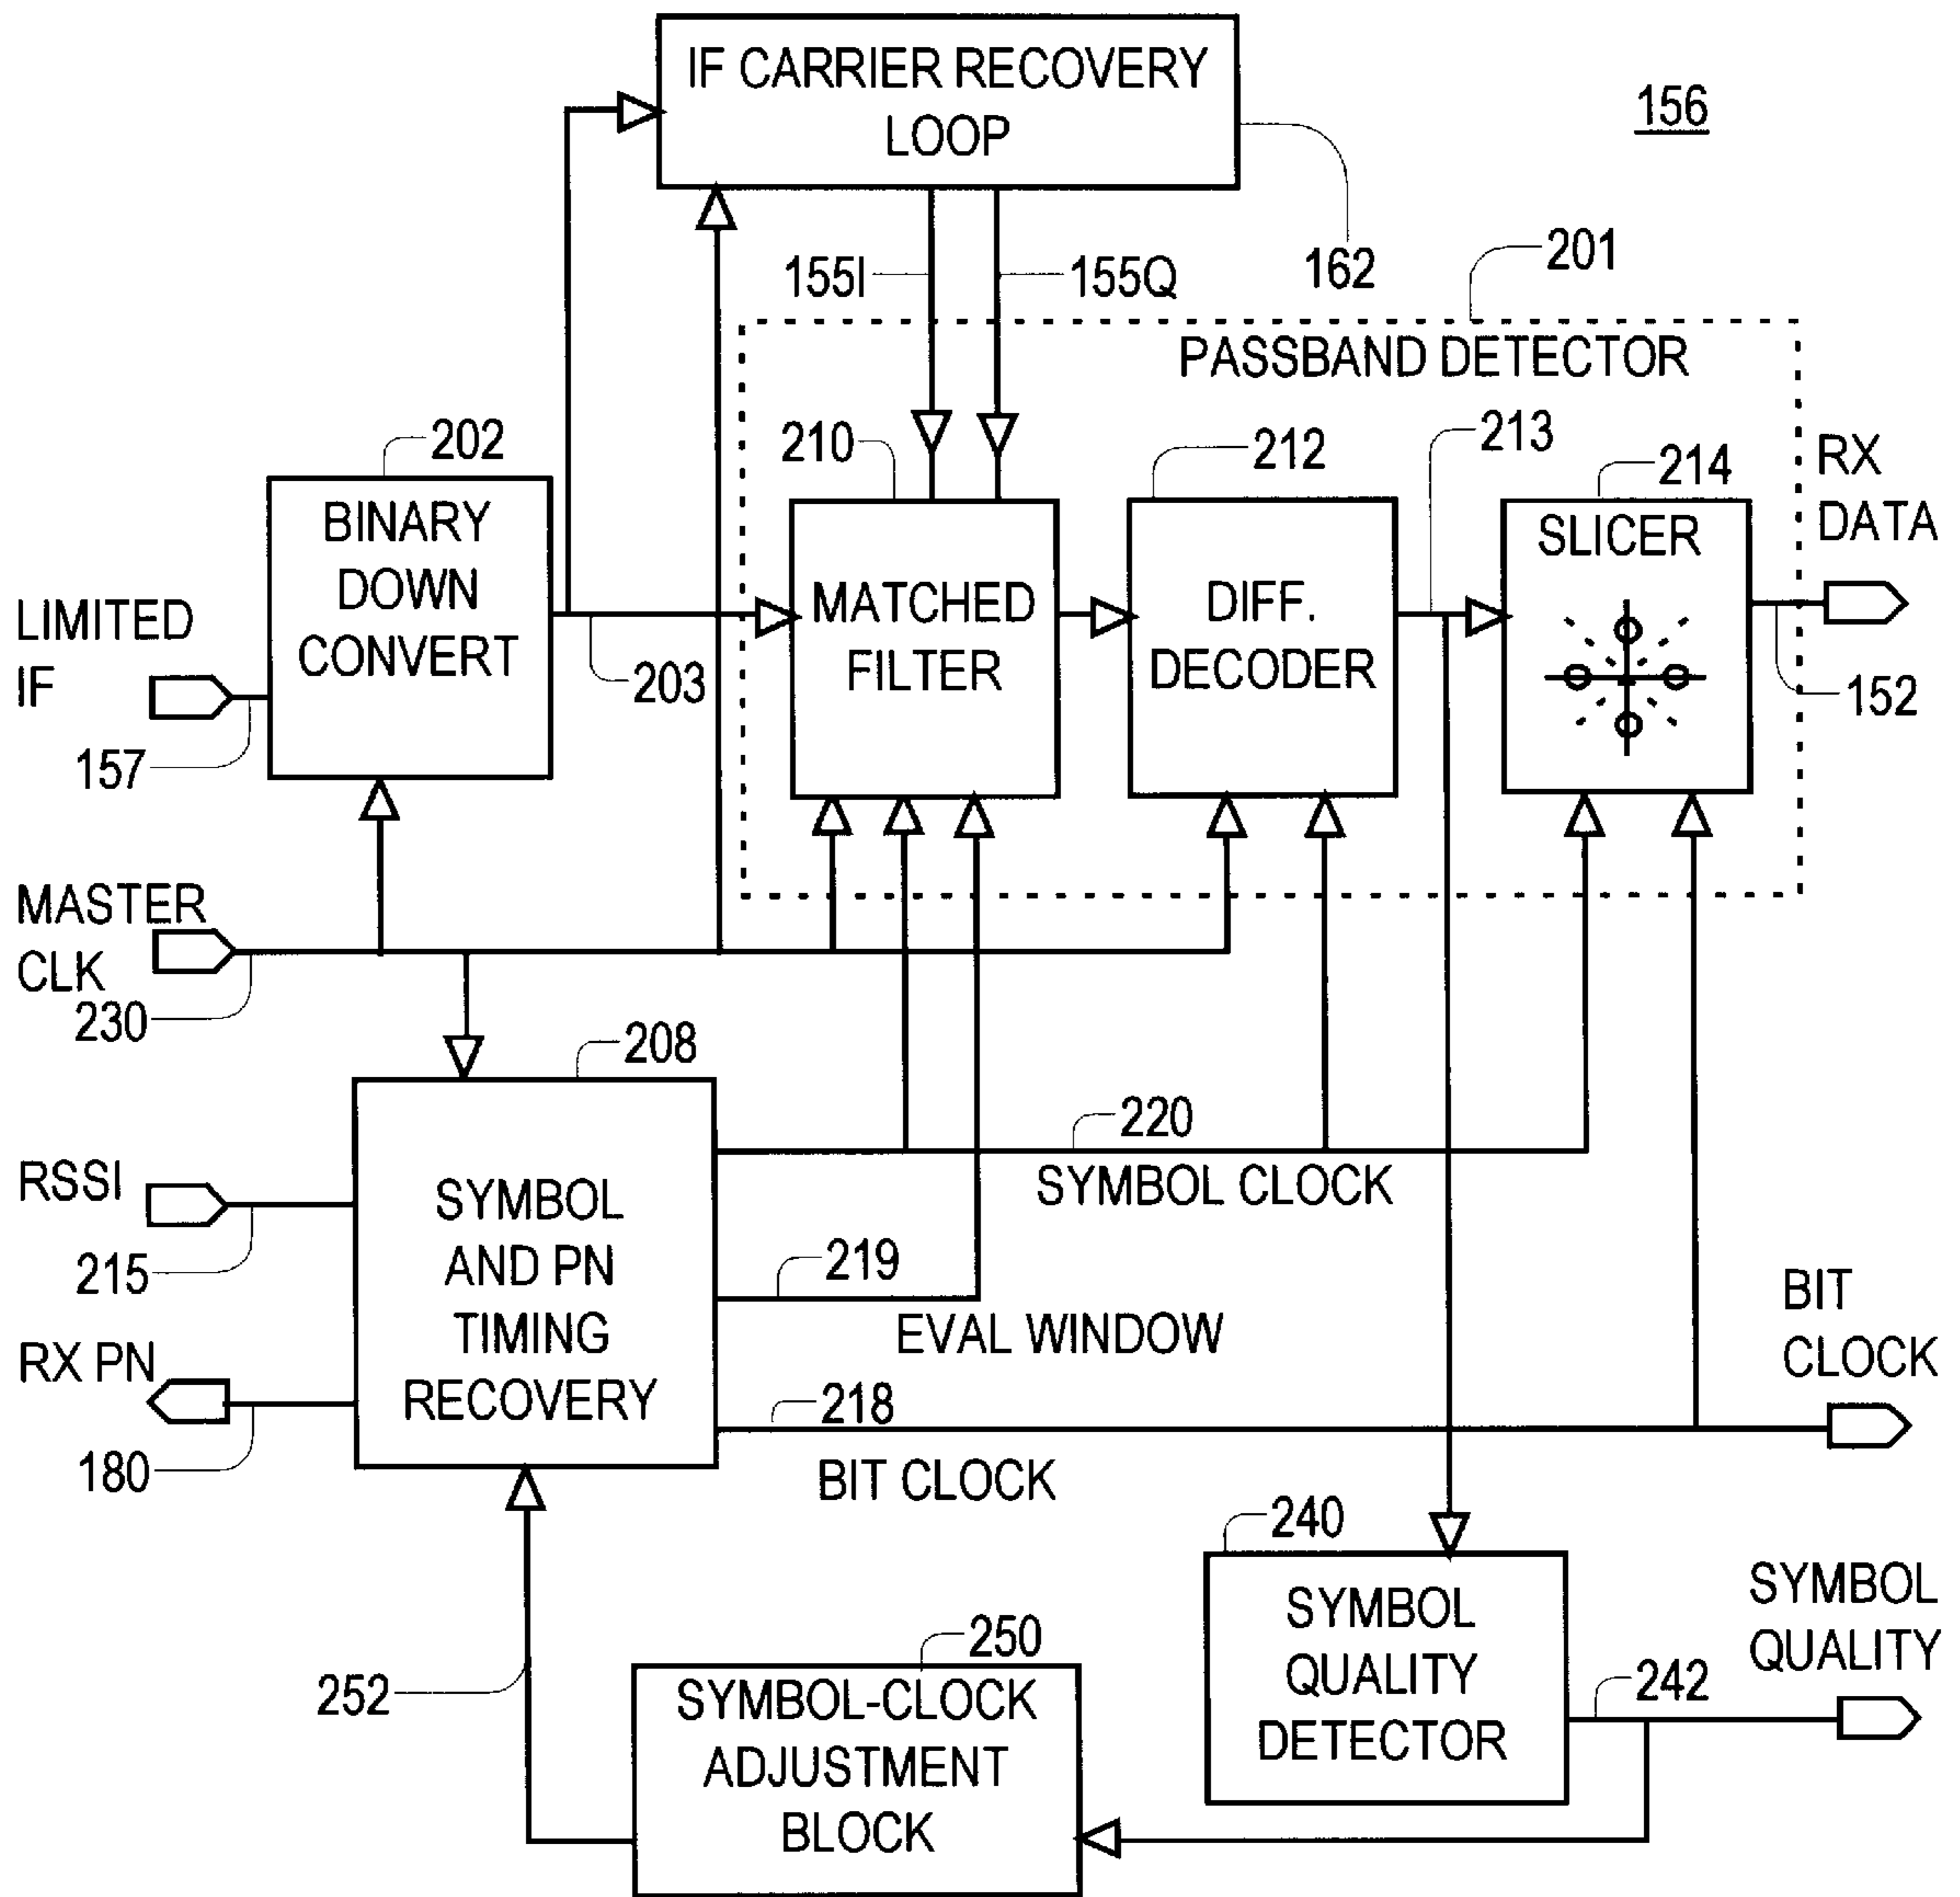 IF CARRIER RECOVERY
LOOP
156
162
201
155I
155Q
PASSBAND DETECTOR
202
210
212
213
214
RX
DATA
BINARY
DOWN
CONVERT
LIMITED
IF
157
203
MATCHED
FILTER
DIFF.
DECODER
SLICER
152
MASTER
CLK
230
208
220
SYMBOL CLOCK
RSSI
215
SYMBOL
AND PN
TIMING
RECOVERY
219
EVAL WINDOW
BIT
CLOCK
RX PN
180
218
BIT CLOCK
240
SYMBOL
QUALITY
DETECTOR
SYMBOL
QUALITY
242
250
252
SYMBOL-CLOCK
ADJUSTMENT
BLOCK